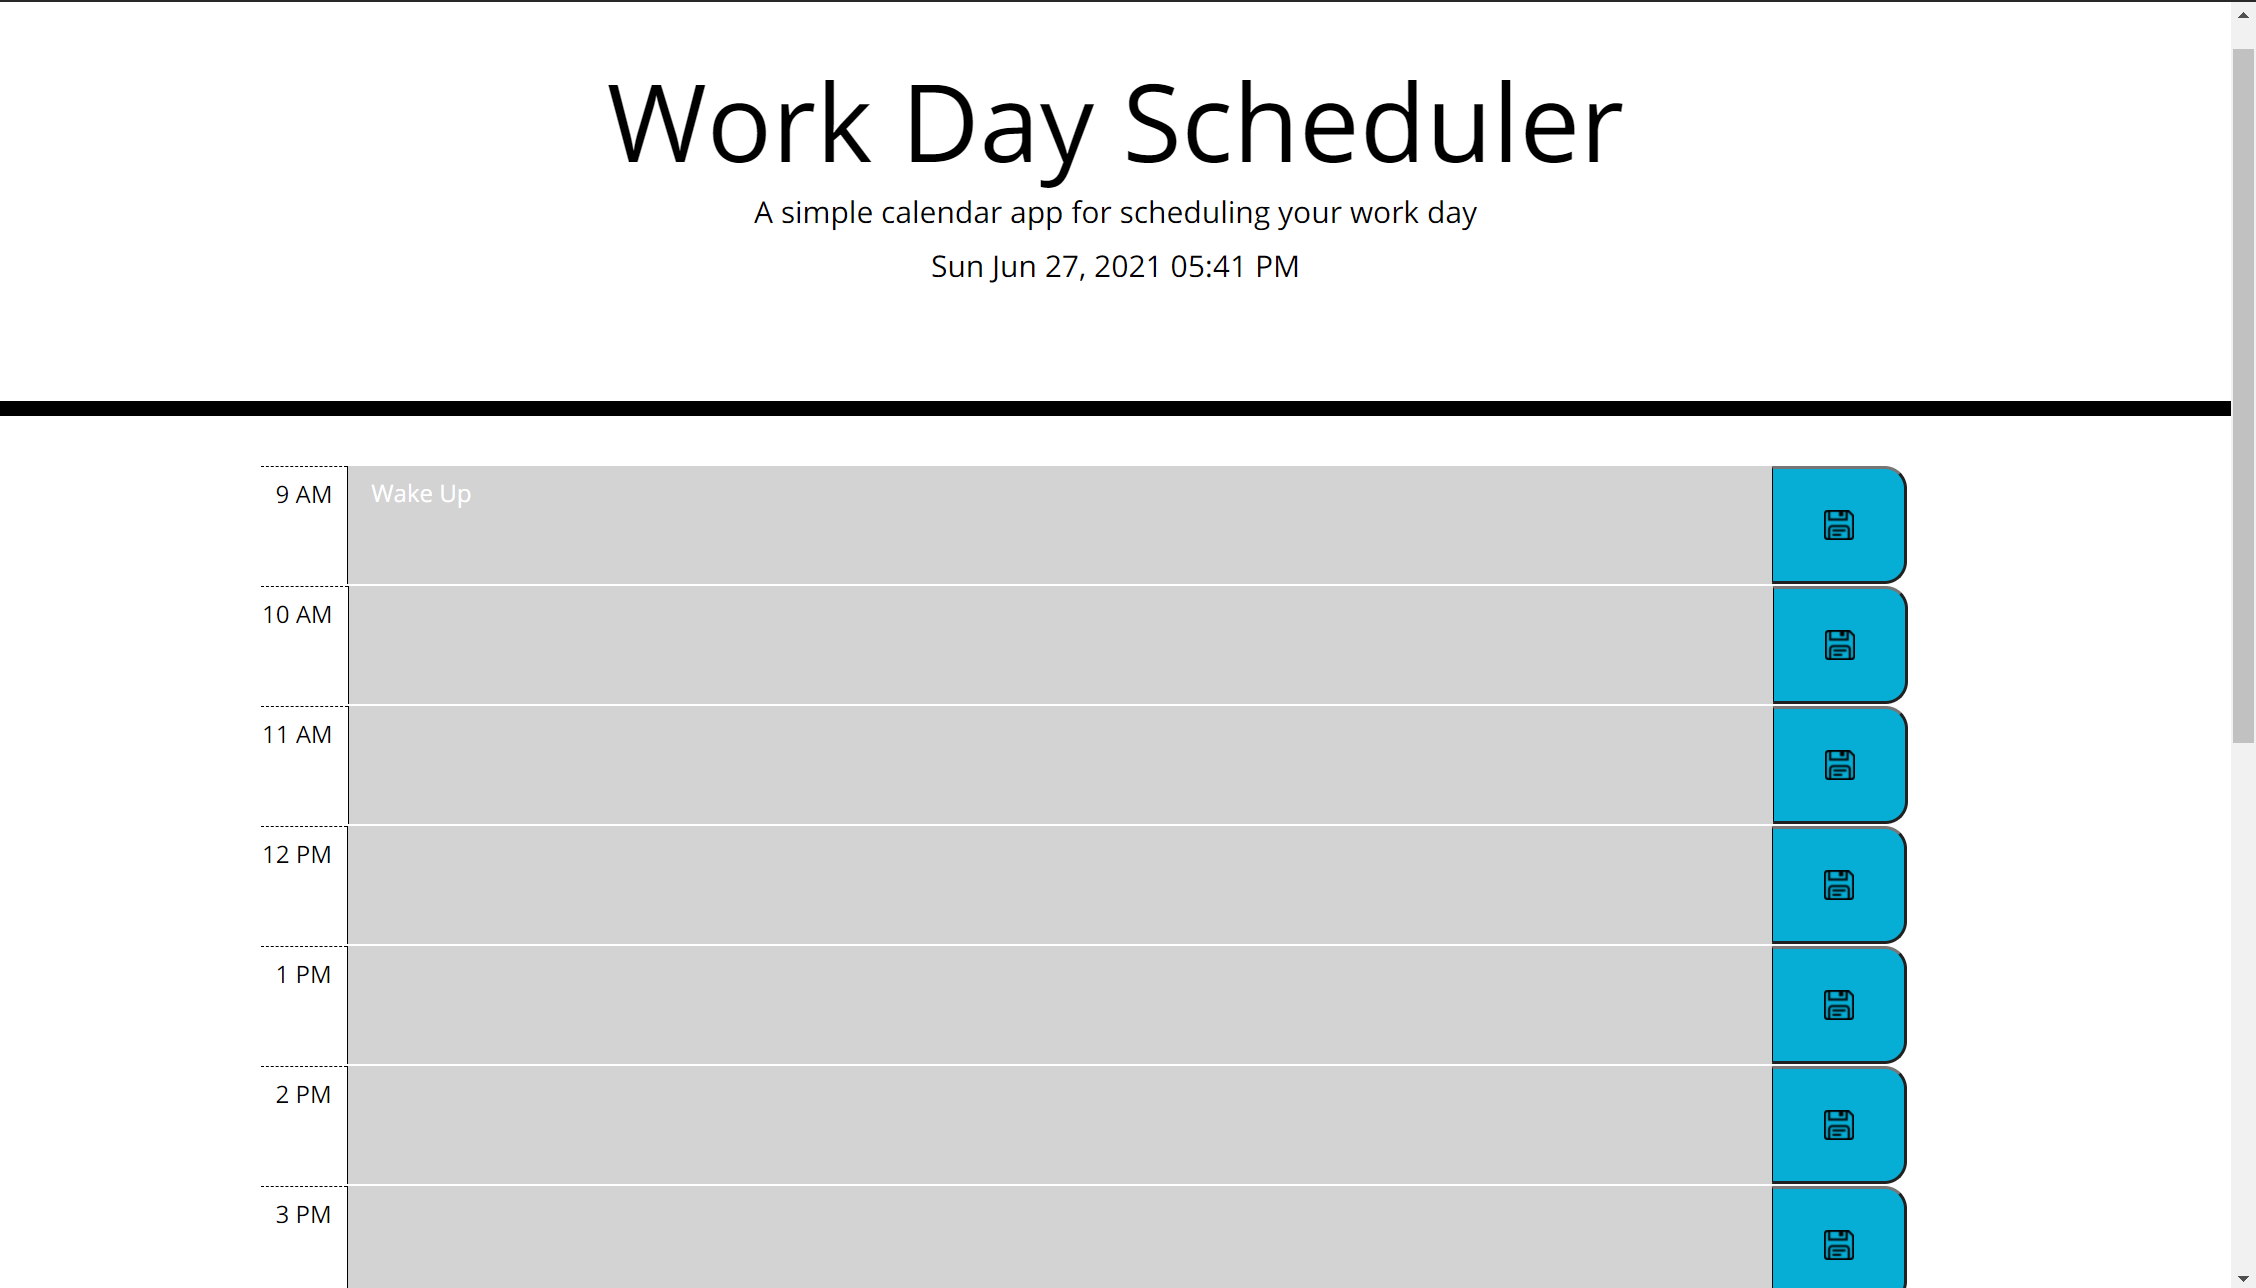 Work Day Scheduler
A simple calendar app for scheduling your work day
Sun Jun 27, 2021 05:41 PM
9 AM Wake Up
10 AM
11 AM
12 PM
1 PM
2 PM
3 PM